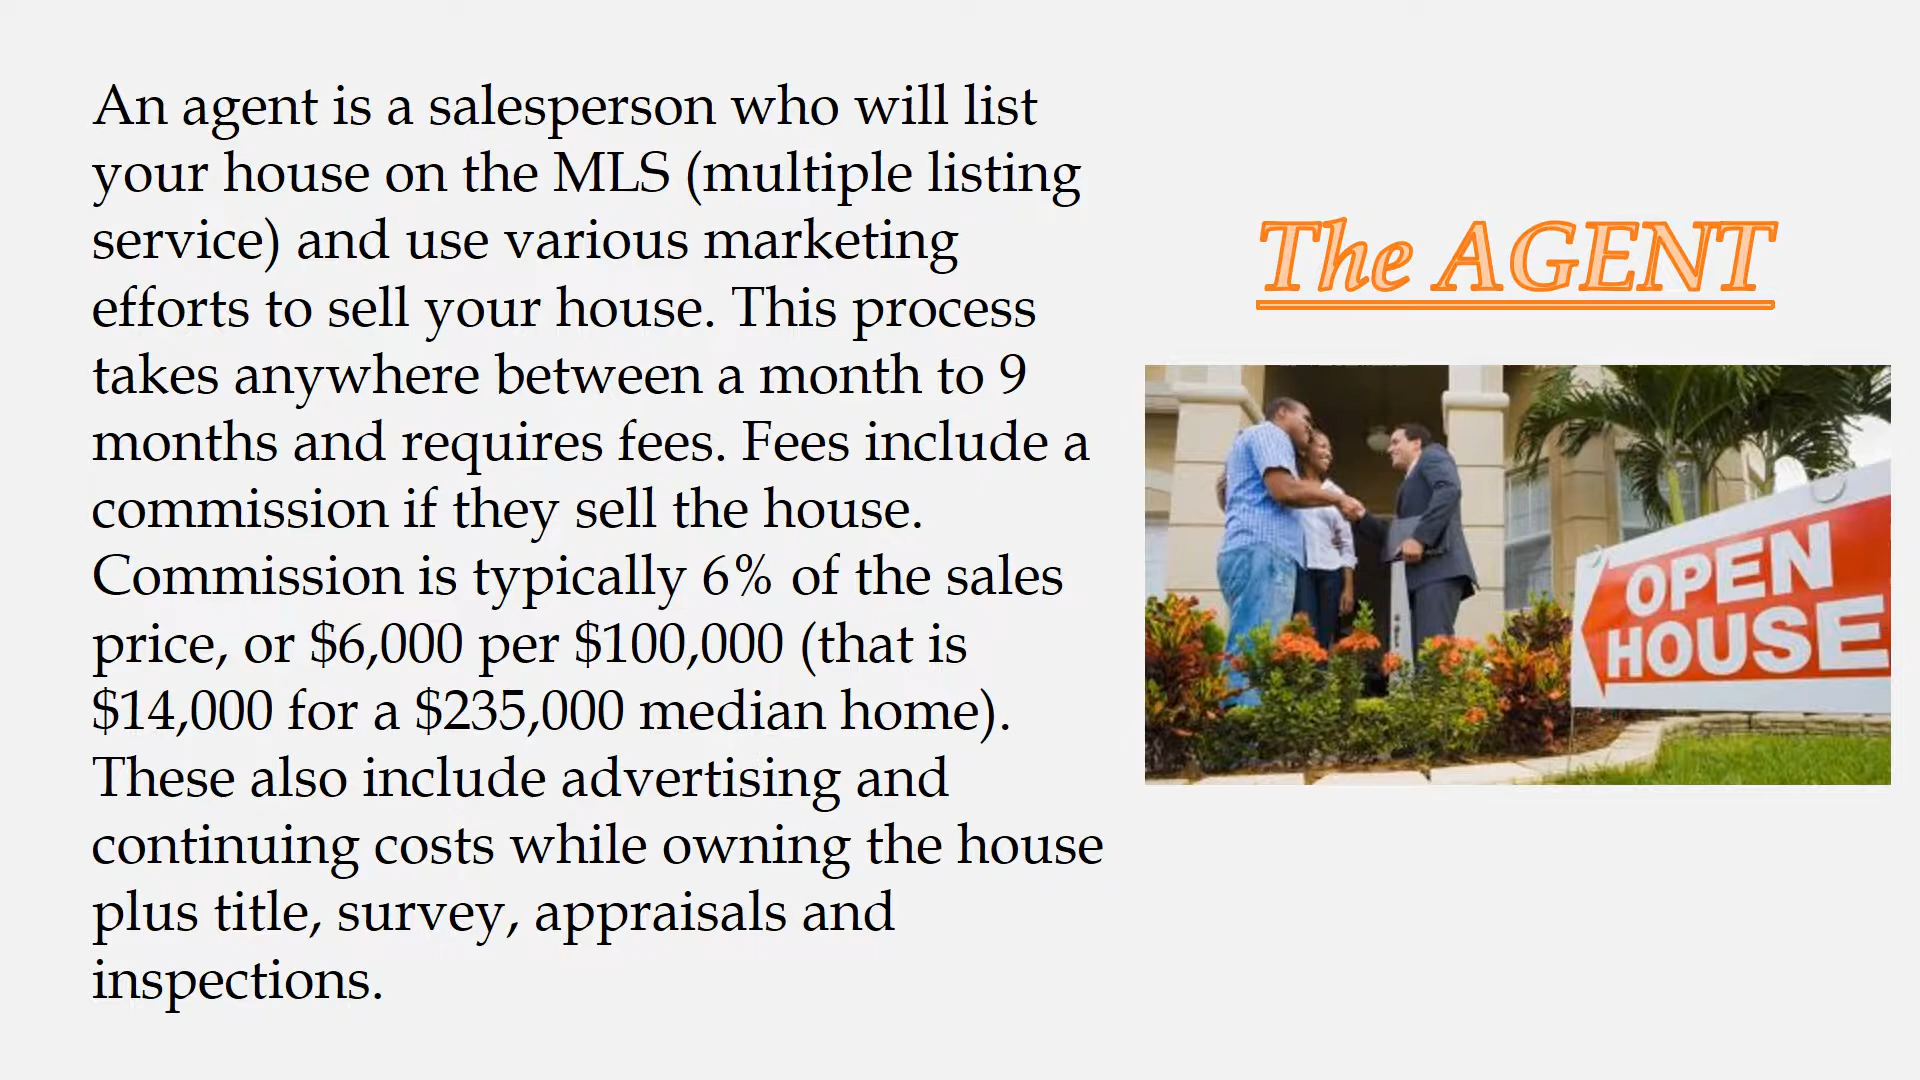 An agent is a salesperson who will list
your house on the MLS (multiple listing
service) and use various marketing
efforts to sell your house. This process
takes anywhere between a month to 9
months and requires fees. Fees include a
commission if they sell the house.
Commission is typically 6% of the sales
price, or $6,000 per $100,000 (that is
$14,000 for a $235,000 median home).
These also include advertising and
continuing costs while owning the house
plus title, survey, appraisals and
inspections.
The AGENT
OPEN
HOUSE